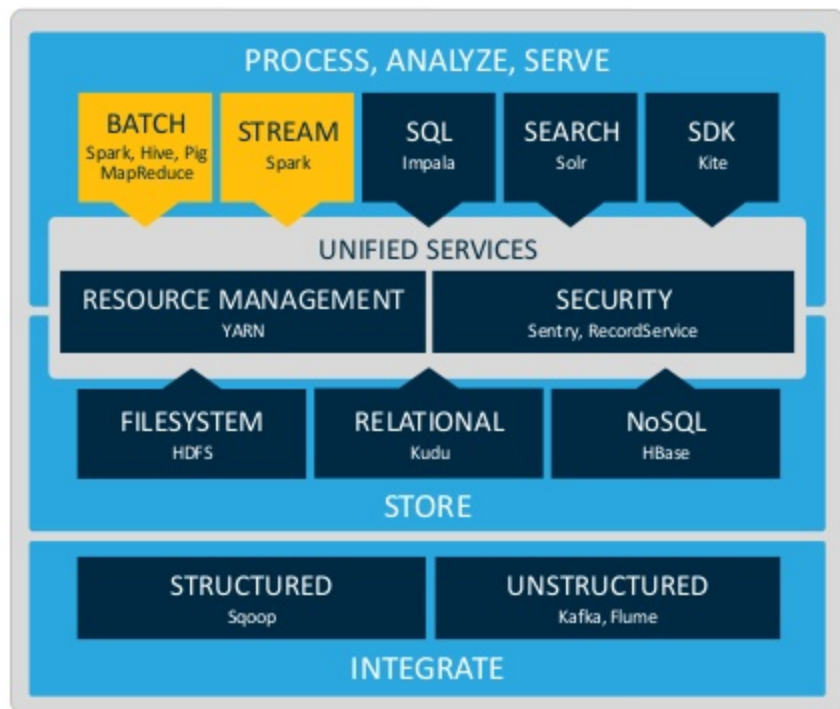 PROCESS, ANALYZE, SERVE
BATCH
Spark, Hive, Pig
MapReduce
STREAM
Spark
SQL
Impala
SEARCH
Solr
SDK
Kite
UNIFIED SERVICES
RESOURCE MANAGEMENT
YARN
SECURITY
Sentry, RecordService
FILESYSTEM
HDFS
RELATIONAL
Kudu
NoSQL
HBase
STORE
STRUCTURED
Sqoop
UNSTRUCTURED
Kafka, Flume
INTEGRATE